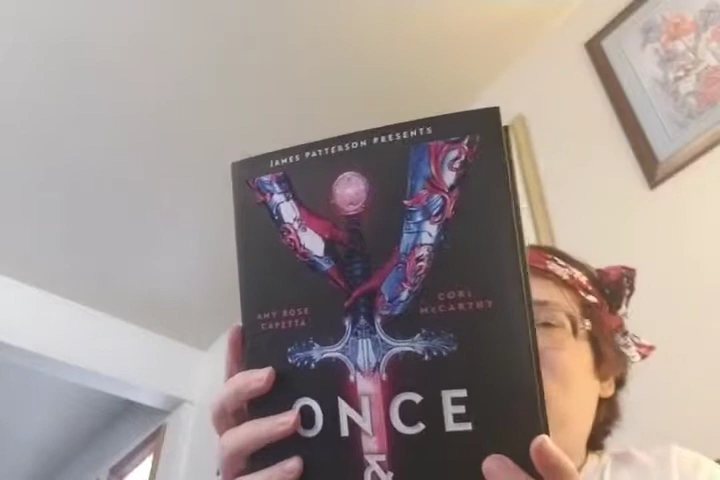 JAMES PATTERSON PRESENTS
AMY ROSE
CAPETTA
CORI
McCARTHY
ONCE
&